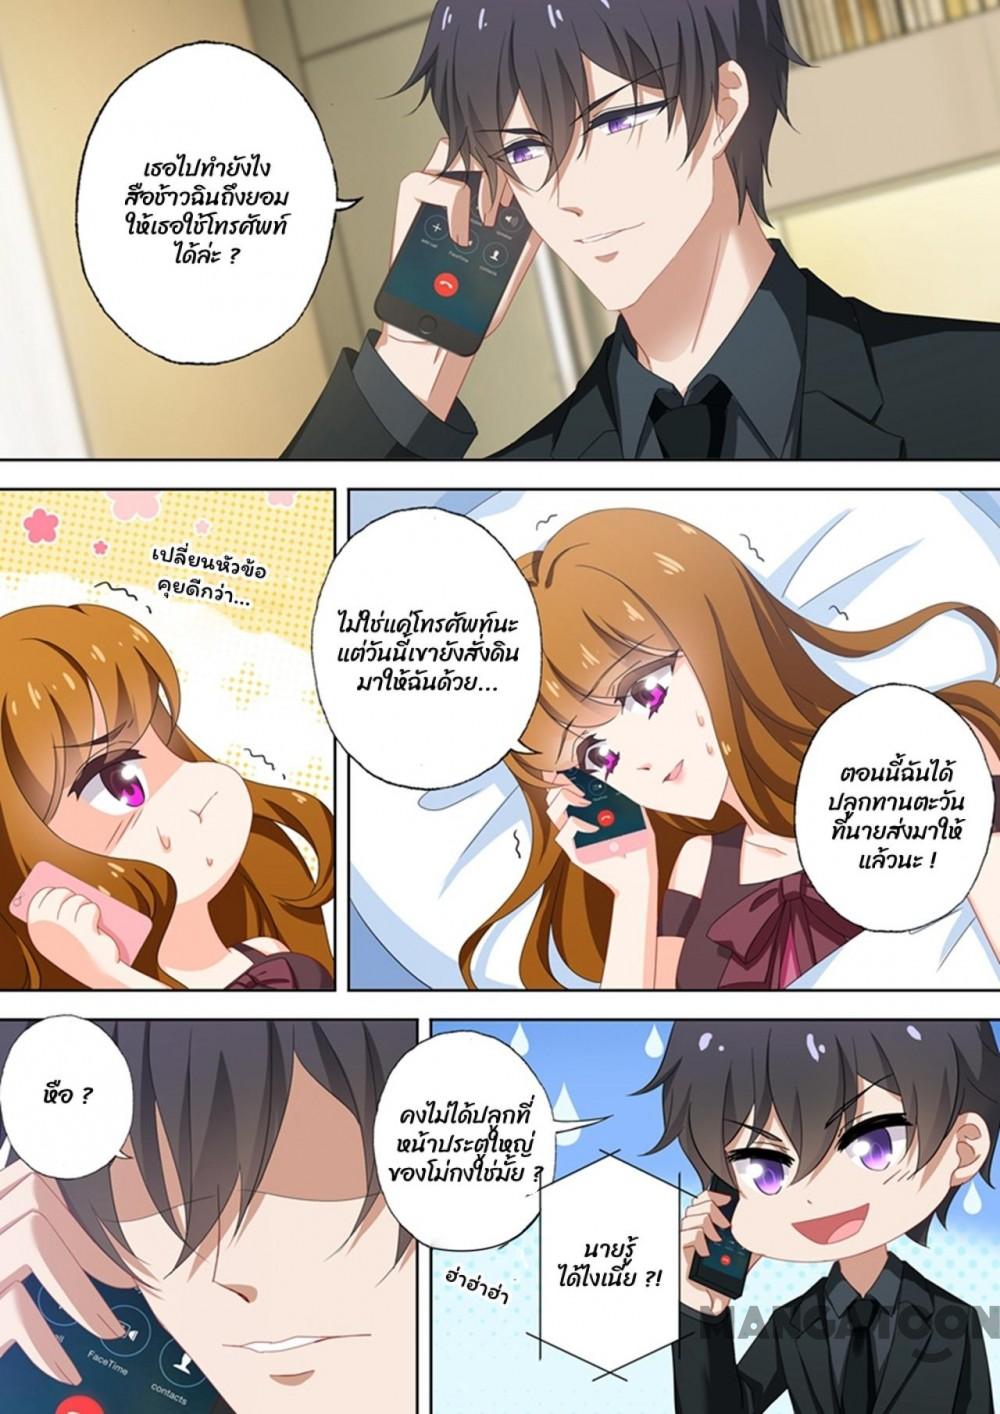 เธอไปทำยังไง
สือช้าวฉินถึงยอม
ให้เธอใช้โทรศัพท์
ได้ล่ะ ?
add call
FaceTime
contacts
speaker
เปลี่ยนหัวข้อ
คุยดีกว่า...
ไม่ใช่แค่โทรศัพท์นะ
แต่วันนี้เขายังสั่งดิน
มาให้ฉันด้วย...
ตอนนี้ฉันได้
ปลูกทานตะวัน
ที่นายส่งมาให้
แล้วนะ !
หือ ?
คงไม่ได้ปลูกที่
หน้าประตูใหญ่
ของโม่กงใช่มั้ย ?
นายรู้
ได้ไงเนี่ย ?!
ฮ่าฮ่าฮ่า
FaceTime
contacts
MANGATOON